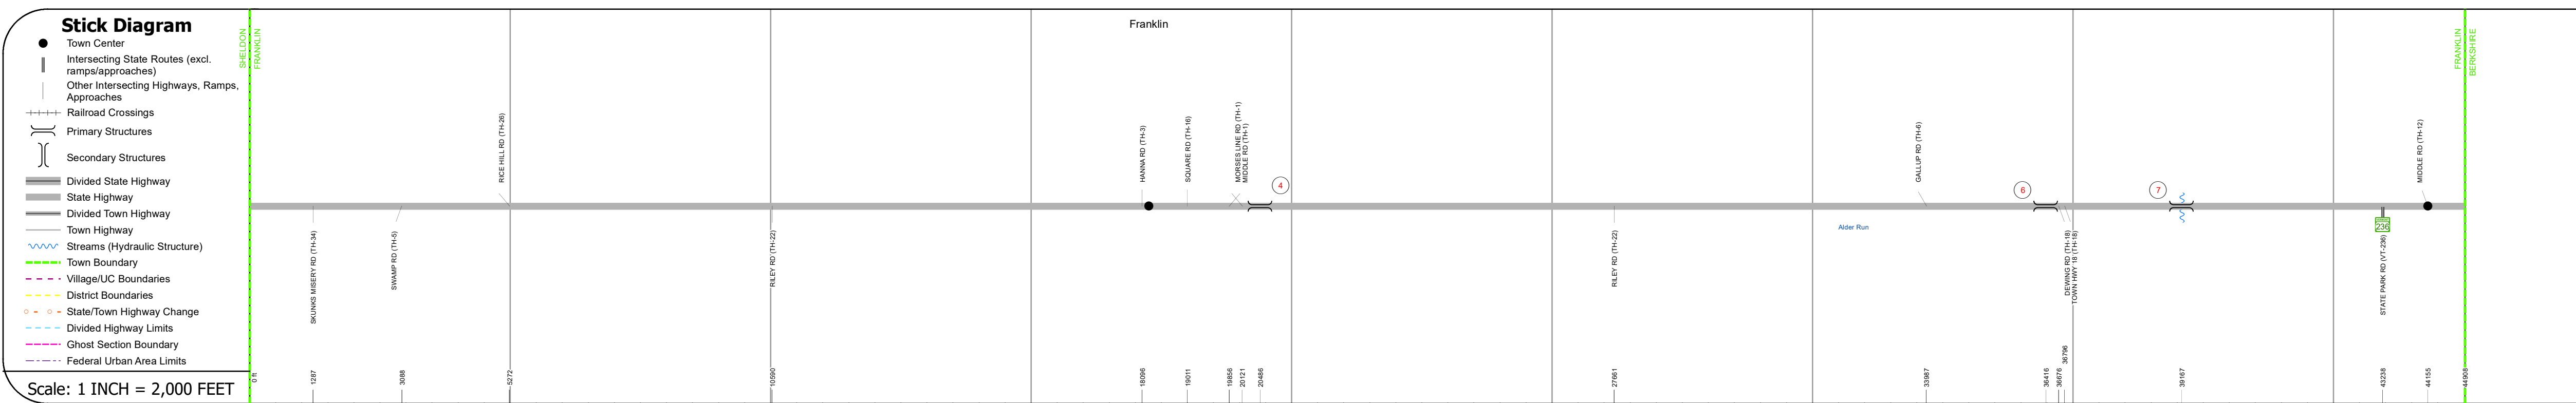 Stick Diagram
Town Center
Intersecting State Routes (excl.
ramps/approaches)
Other Intersecting Highways, Ramps,
Approaches
Railroad Crossings
Primary Structures
Secondary Structures
Divided State Highway
State Highway
Divided Town Highway
Town Highway
Streams (Hydraulic Structure)
Town Boundary
Village/UC Boundaries
District Boundaries
State/Town Highway Change
Divided Highway Limits
Ghost Section Boundary
Federal Urban Area Limits
Scale: 1 INCH = 2,000 FEET
SHELDON
FRANKLIN
Franklin
FRANKLIN
BERKSHIRE
RICE HILL RD (TH-26)
HANNA RD (TH-3)
SQUARE RD (TH-16)
MORSES LINE RD (TH-1)
MIDDLE RD (TH-1)
4
GALLUP RD (TH-6)
6
7
MIDDLE RD (TH-12)
SKUNKS MISERY RD (TH-34)
SWAMP RD (TH-5)
RILEY RD (TH-22)
RILEY RD (TH-22)
Alder Run
DEWING RD (TH-18)
TOWN HWY 18 (TH-18)
236
STATE PARK RD (VT-236)
0 ft
1287
3088
5272
10590
18096
19011
19856
20121
20486
27661
33987
36416
36676
36796
39167
43238
44155
44908